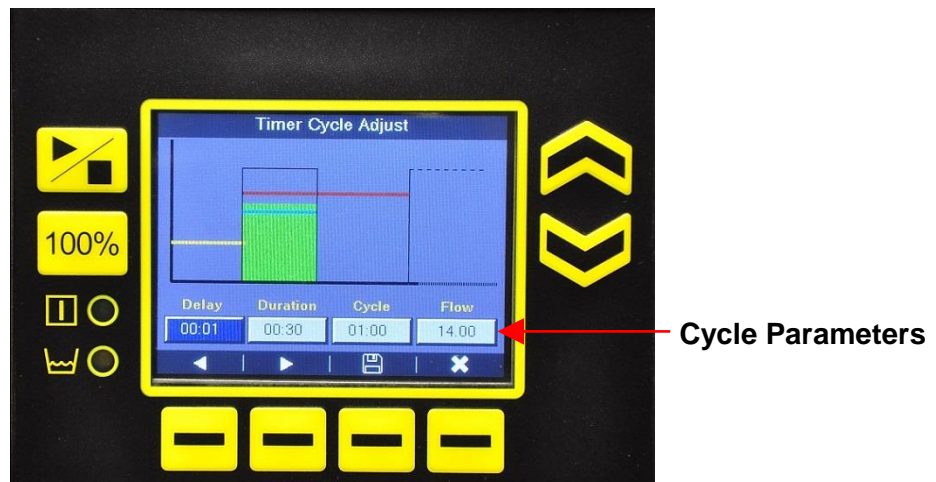 Timer Cycle Adjust
100%
Delay Duration Cycle Flow
00:01 00:30 01:00 14.00
Cycle Parameters